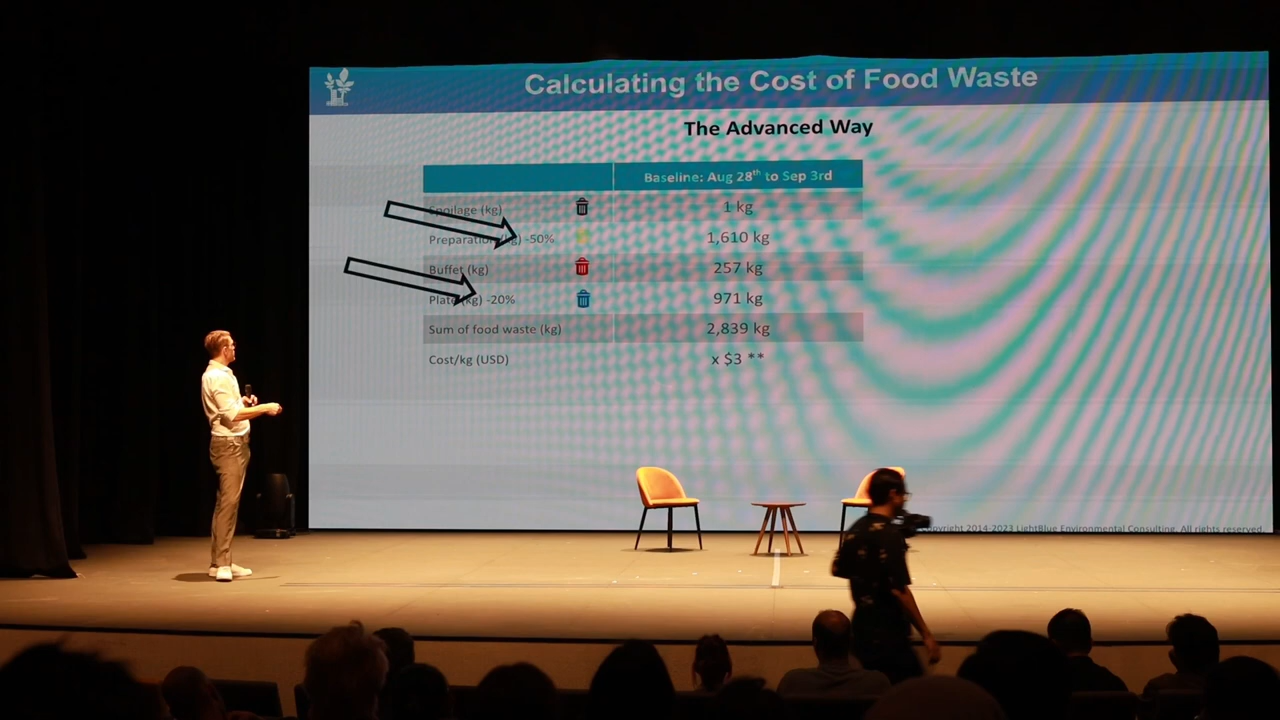 Calculating the Cost of Food Waste
The Advanced Way
Baseline: Aug 28th to Sep 3rd
Spoilage (kg) 1 kg
Preparation (kg) -50% 1,610 kg
Buffet (kg) 257 kg
Plate (kg) -20% 971 kg
Sum of food waste (kg) 2,839 kg
Cost/kg (USD) x $3 **
Copyright 2014-2023 LightBlue Environmental Consulting. All rights reserved.